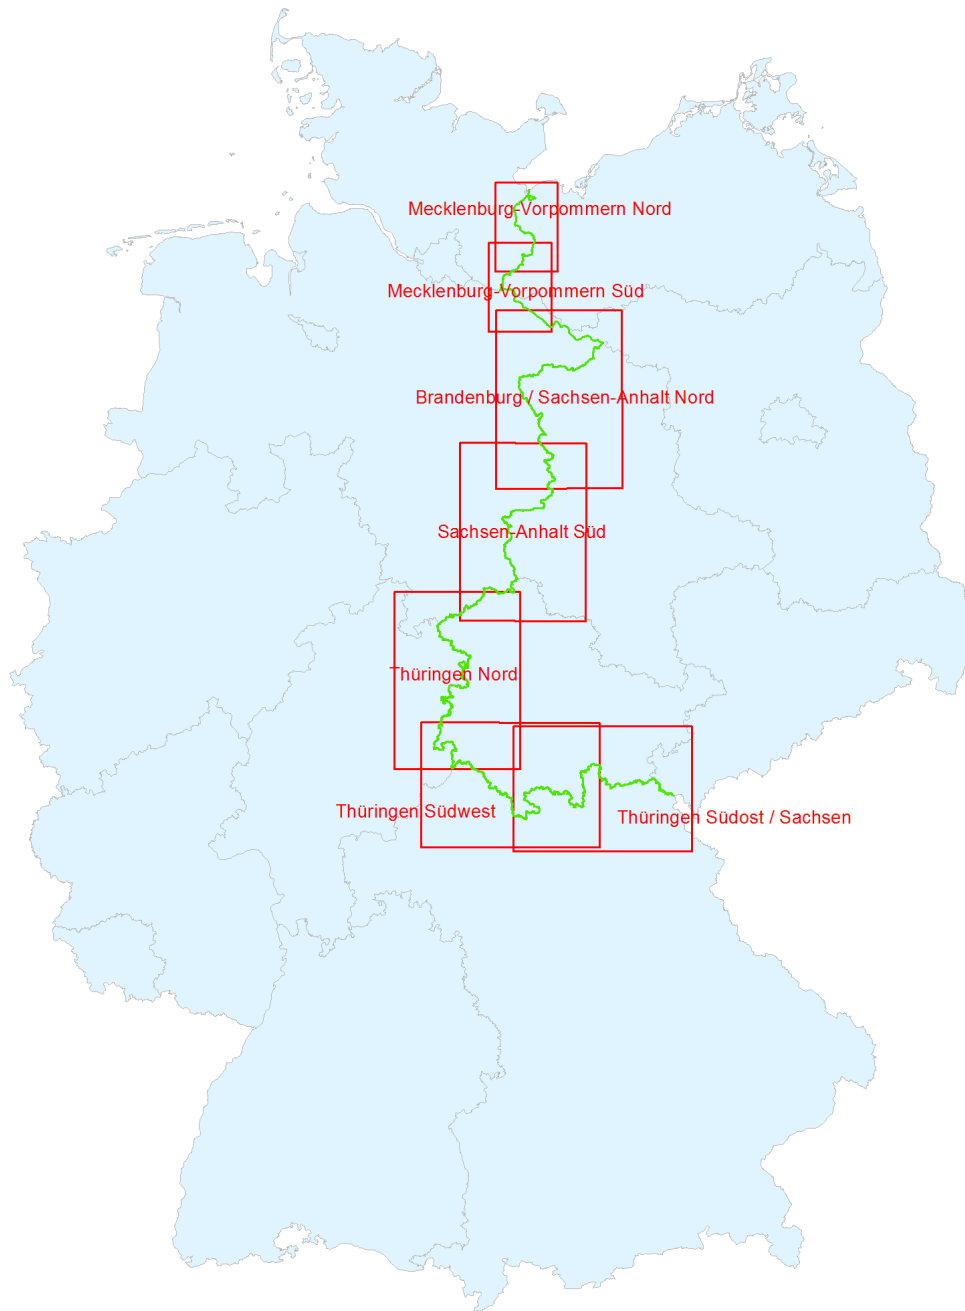 Mecklenburg-Vorpommern Nord
Mecklenburg-Vorpommern Süd
Brandenburg / Sachsen-Anhalt Nord
Sachsen-Anhalt Süd
Thüringen Nord
Thüringen Südwest
Thüringen Südost / Sachsen